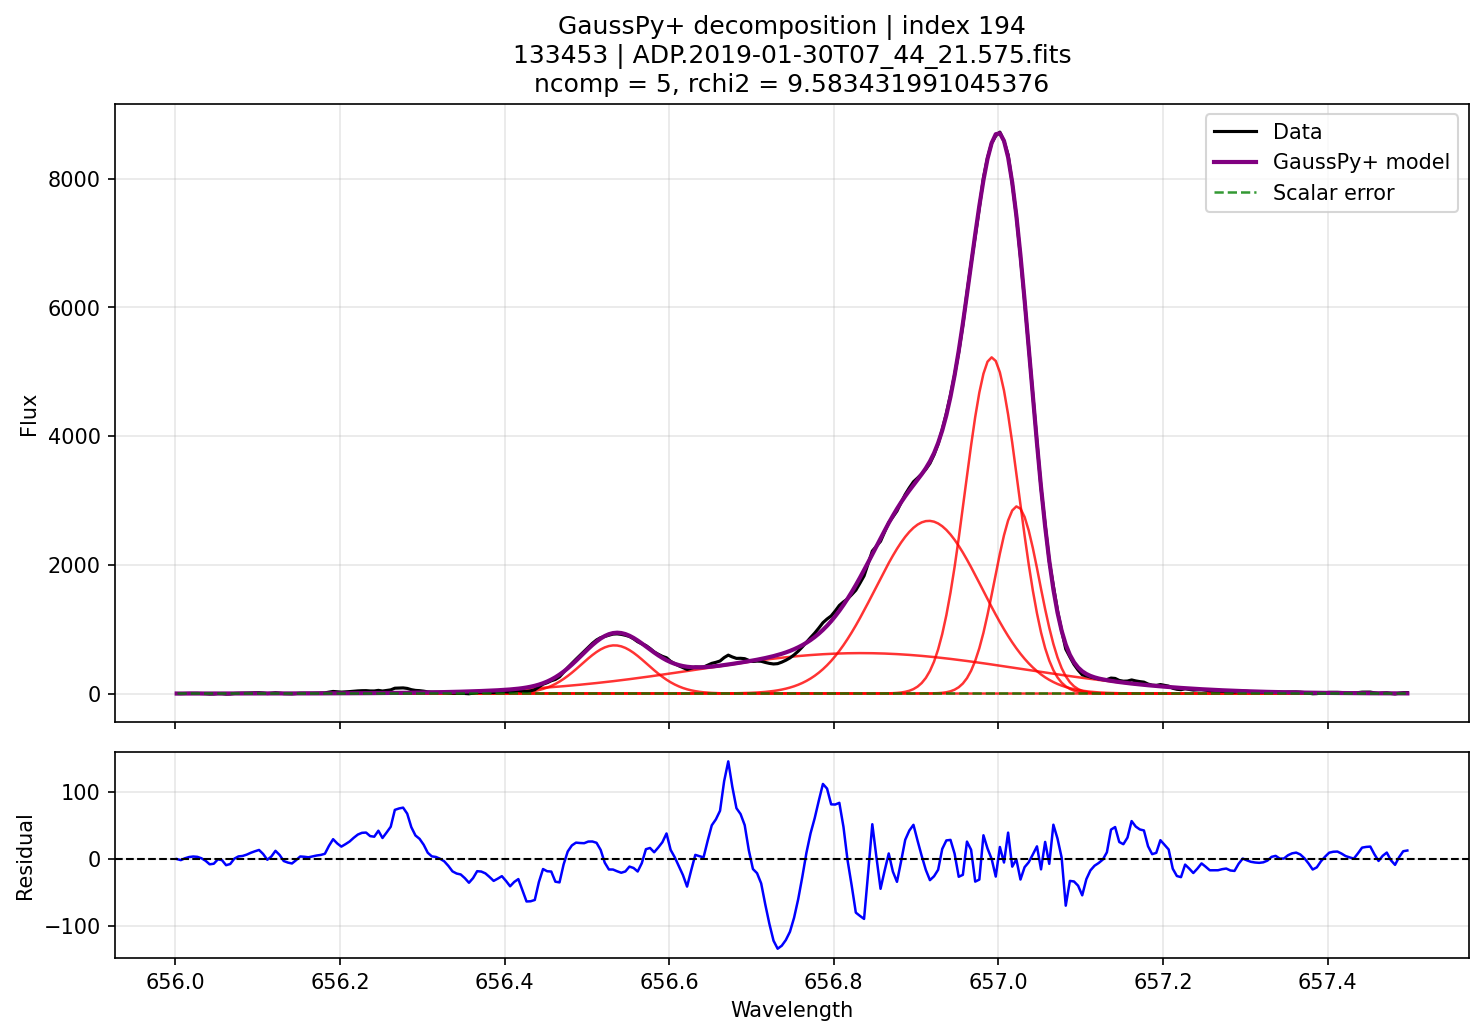 GaussPy+ decomposition | index 194
133453 | ADP.2019-01-30T07_44_21.575.fits
ncomp = 5, rchi2 = 9.583431991045376
Data
GaussPy+ model
Scalar error
8000
6000
4000
2000
0
Flux
100
0
−100
Residual
656.0 656.2 656.4 656.6 656.8 657.0 657.2 657.4
Wavelength